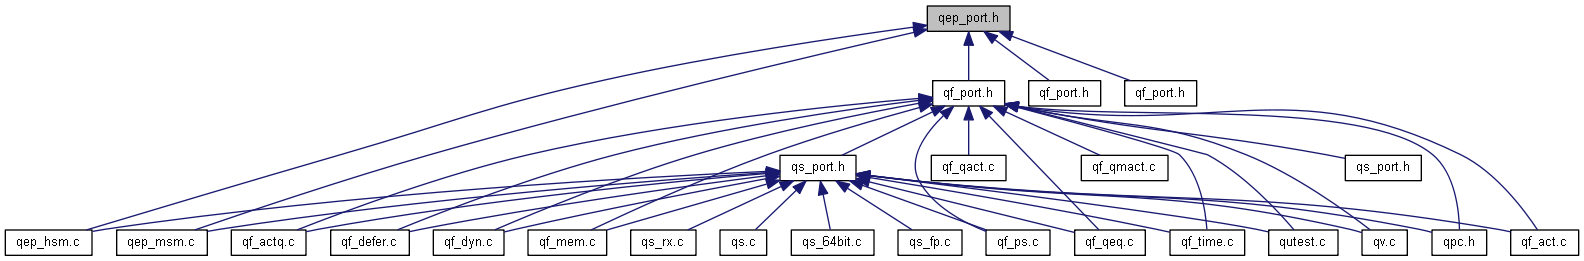 qep_port.h
qf_port.h
qf_port.h
qf_port.h
qs_port.h
qf_qact.c
qf_qmact.c
qs_port.h
qep_hsm.c
qep_msm.c
qf_actq.c
qf_defer.c
qf_dyn.c
qf_mem.c
qs_rx.c
qs.c
qs_64bit.c
qs_fp.c
qf_ps.c
qf_qeq.c
qf_time.c
qutest.c
qv.c
qpc.h
qf_act.c